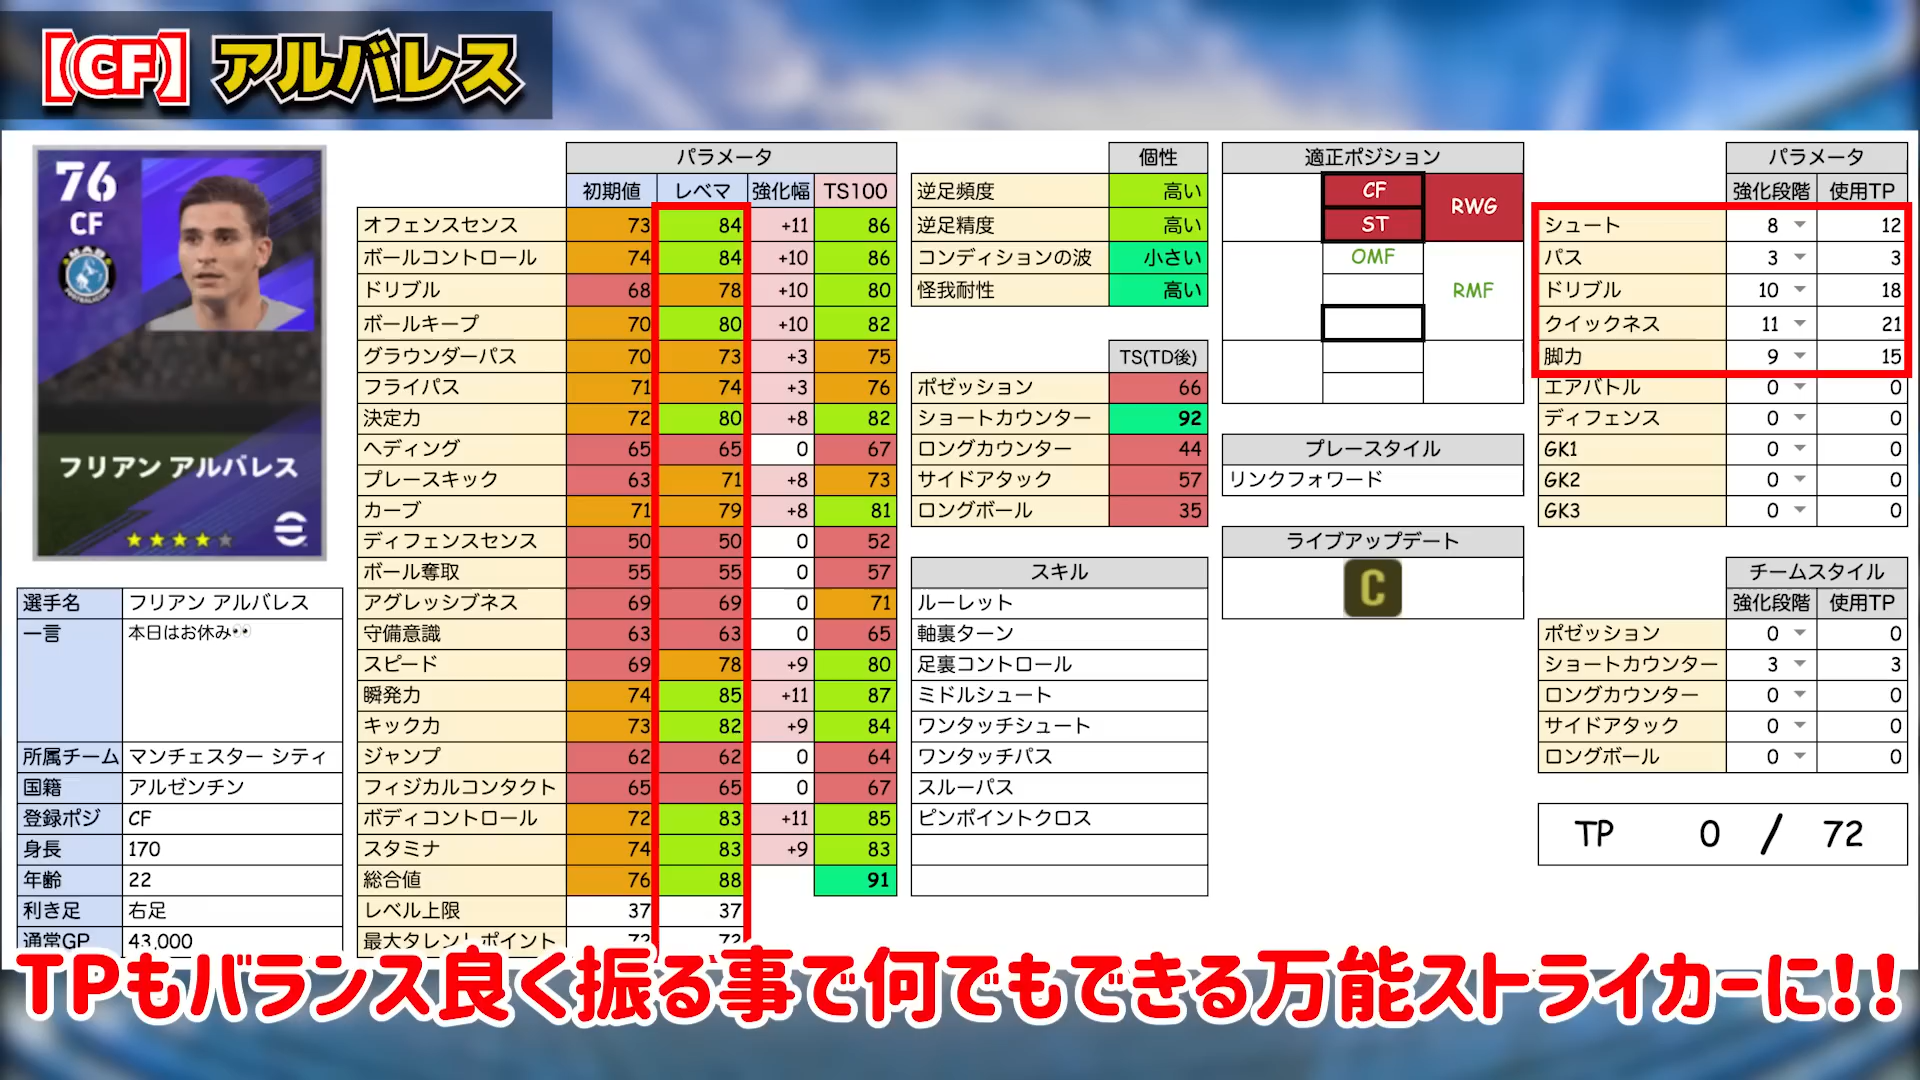 【CF】アルバレス
76
CF
MAB
フリアン アルバレス
選手名 フリアン アルバレス
一言 本日はお休み👀
所属チーム マンチェスター シティ
国籍 アルゼンチン
登録ポジ CF
身長 170
年齢 22
利き足 右足
通常GP 43,000
パラメータ
初期値 レベマ 強化幅 TS100
オフェンスセンス 73 84 +11 86
ボールコントロール 74 84 +10 86
ドリブル 68 78 +10 80
ボールキープ 70 80 +10 82
グラウンダーパス 70 73 +3 75
フライパス 71 74 +3 76
決定力 72 80 +8 82
ヘディング 65 65 0 67
プレースキック 63 71 +8 73
カーブ 71 79 +8 81
ディフェンスセンス 50 50 0 52
ボール奪取 55 55 0 57
アグレッシブネス 69 69 0 71
守備意識 63 63 0 65
スピード 69 78 +9 80
瞬発力 74 85 +11 87
キック力 73 82 +9 84
ジャンプ 62 62 0 64
フィジカルコンタクト 65 65 0 67
ボディコントロール 72 83 +11 85
スタミナ 74 83 +9 83
総合値 76 88 91
レベル上限 37 37
最大タレントポイント 72 72
個性
逆足頻度 高い
逆足精度 高い
コンディションの波 小さい
怪我耐性 高い
TS(TD後)
ポゼッション 66
ショートカウンター 92
ロングカウンター 44
サイドアタック 57
ロングボール 35
スキル
ルーレット
軸裏ターン
足裏コントロール
ミドルシュート
ワンタッチシュート
ワンタッチパス
スルーパス
ピンポイントクロス
適正ポジション
CF
RWG
ST
OMF
RMF
プレースタイル
リンクフォワード
ライブアップデート
C
パラメータ
強化段階 使用TP
シュート 8 12
パス 3 3
ドリブル 10 18
クイックネス 11 21
脚力 9 15
エアバトル 0 0
ディフェンス 0 0
GK1 0 0
GK2 0 0
GK3 0 0
チームスタイル
強化段階 使用TP
ポゼッション 0 0
ショートカウンター 3 3
ロングカウンター 0 0
サイドアタック 0 0
ロングボール 0 0
TP 0 / 72
TPもバランス良く振る事で何でもできる万能ストライカーに!!